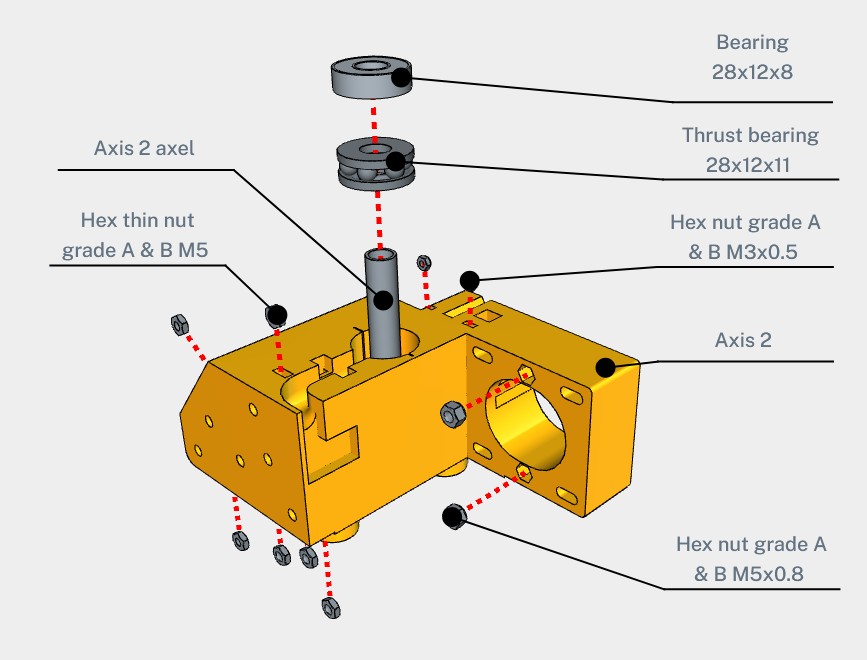 Bearing
28x12x8
Thrust bearing
28x12x11
Axis 2 axel
Hex thin nut
grade A & B M5
Hex nut grade A
& B M3x0.5
Axis 2
Hex nut grade A
& B M5x0.8